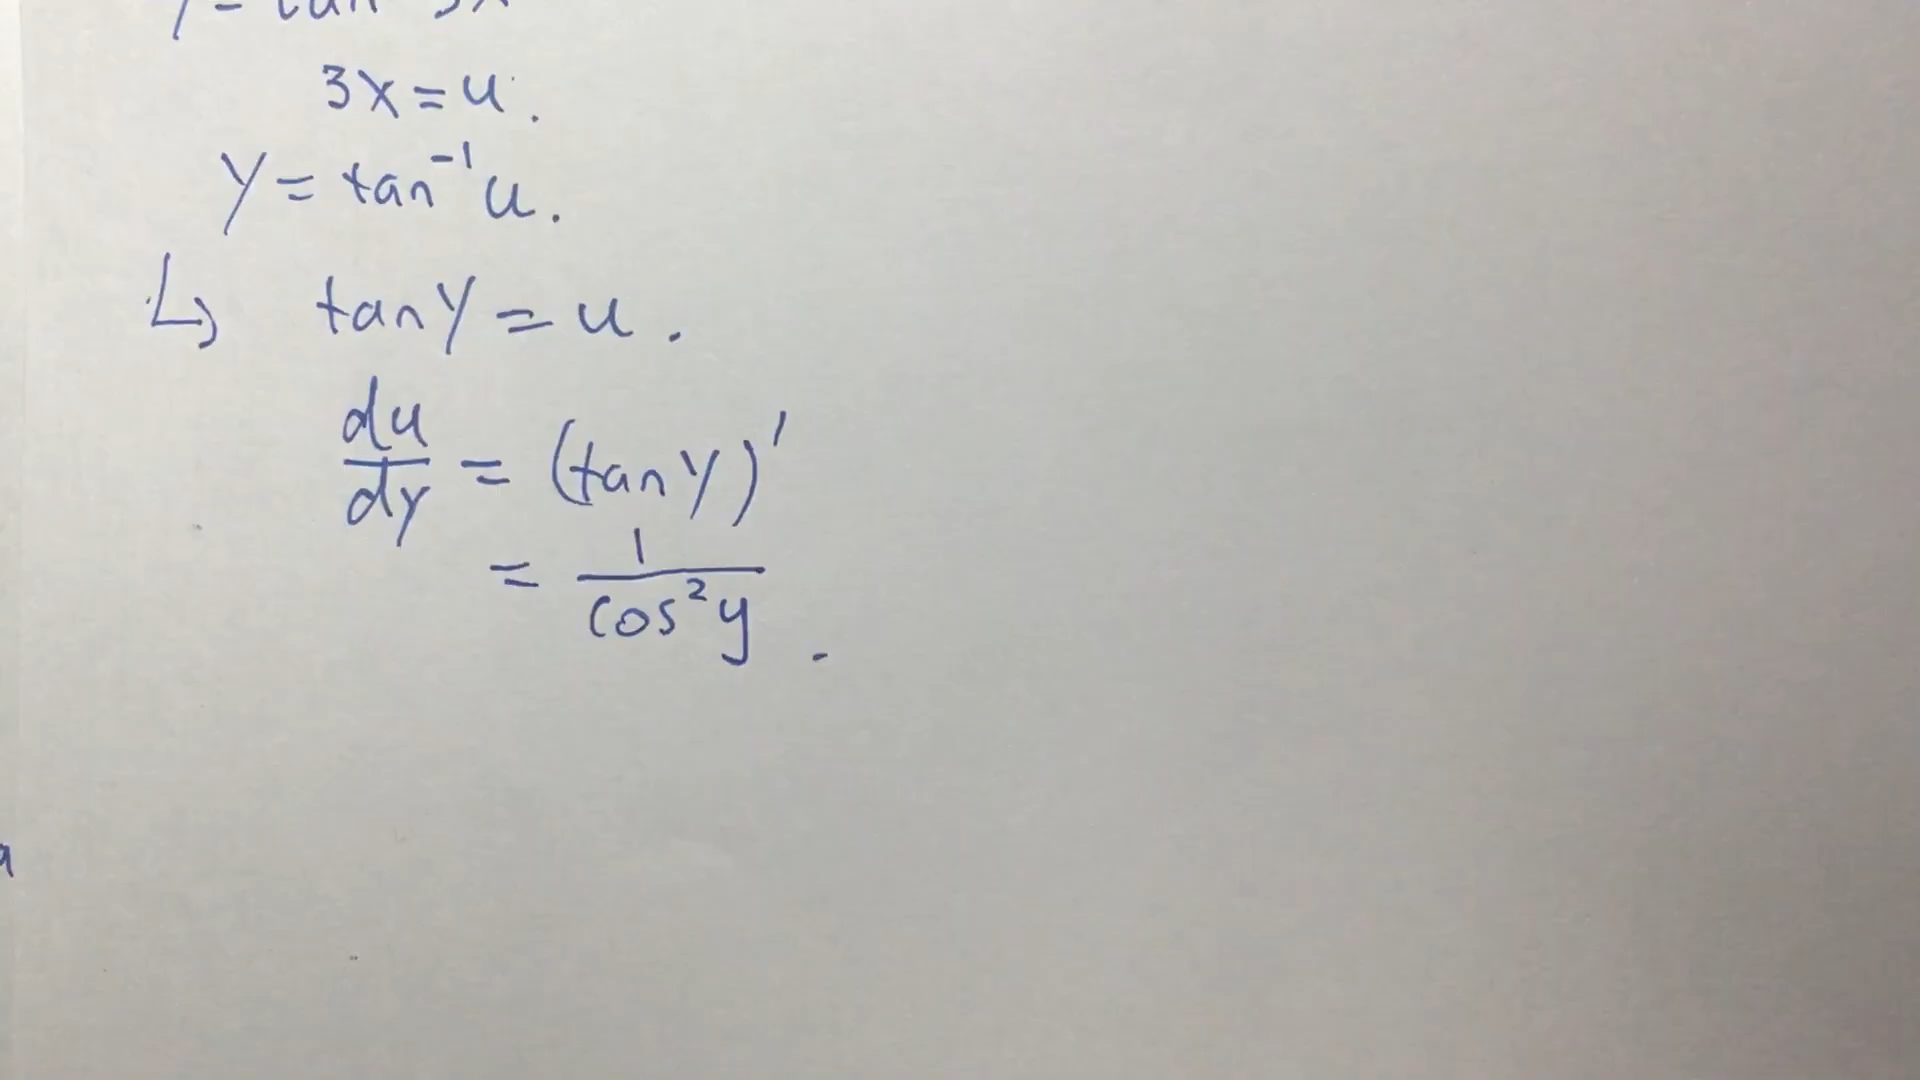 3x=u.
y = tan⁻¹u.
↳ tan y = u.
du/dy = (tan y)'
= 1/cos²y.